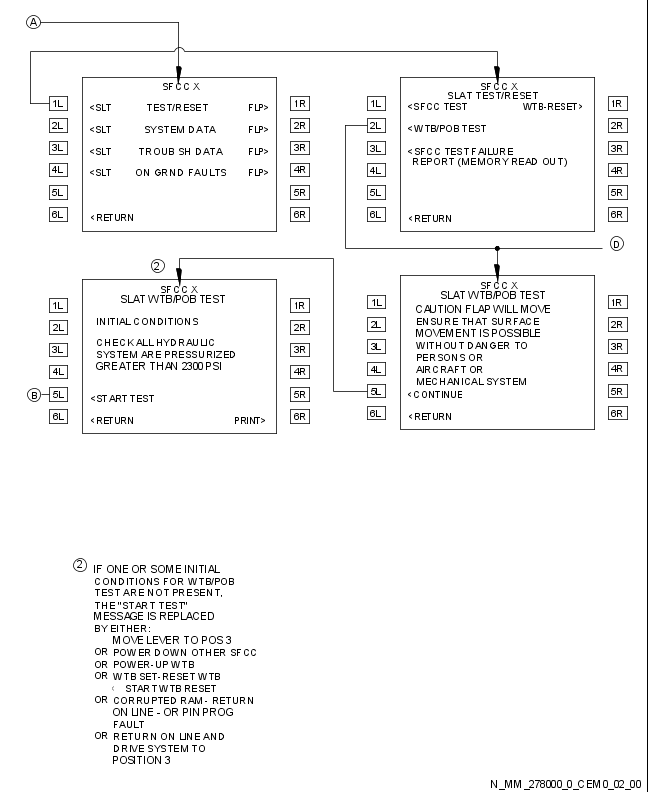 A
SFCC X
1L <SLT TEST/RESET FLP> 1R
2L <SLT SYSTEM DATA FLP> 2R
3L <SLT TROUB SH DATA FLP> 3R
4L <SLT ON GRND FAULTS FLP> 4R
5L 5R
6L <RETURN 6R
SFCC X
SLAT TEST/RESET
1L <SFCC TEST WTB-RESET> 1R
2L <WTB/POB TEST 2R
3L <SFCC TEST FAILURE 3R
REPORT (MEMORY READ OUT)
4L 4R
5L 5R
6L <RETURN 6R
D
2
SFCC X
SLAT WTB/POB TEST
1L 1R
INITIAL CONDITIONS
2L 2R
CHECK ALL HYDRAULIC
3L SYSTEM ARE PRESSURIZED 3R
GREATER THAN 2300 PSI
4L 4R
B 5L <START TEST 5R
6L <RETURN PRINT> 6R
SFCC X
SLAT WTB/POB TEST
1L CAUTION FLAP WILL MOVE 1R
2L ENSURE THAT SURFACE 2R
MOVEMENT IS POSSIBLE
3L WITHOUT DANGER TO 3R
PERSONS OR
4L AIRCRAFT OR 4R
MECHANICAL SYSTEM
5L <CONTINUE 5R
6L <RETURN 6R
2 IF ONE OR SOME INITIAL
CONDITIONS FOR WTB/POB
TEST ARE NOT PRESENT,
THE "START TEST"
MESSAGE IS REPLACED
BY EITHER:
MOVE LEVER TO POS 3
OR POWER DOWN OTHER SFCC
OR POWER-UP WTB
OR WTB SET-RESET WTB
< START WTB RESET
OR CORRUPTED RAM- RETURN
ON LINE - OR PIN PROG
FAULT
OR RETURN ON LINE AND
DRIVE SYSTEM TO
POSITION 3
N_MM_278000_0_CEM0_02_00